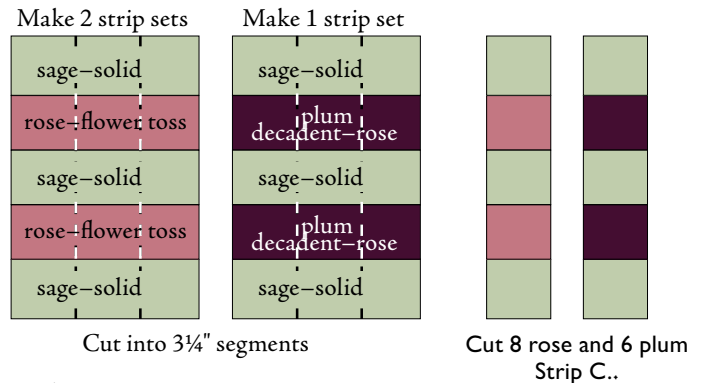 Make 2 strip sets
Make 1 strip set
sage–solid
rose–flower toss
sage–solid
rose–flower toss
sage–solid
sage–solid
plum
decadent–rose
sage–solid
plum
decadent–rose
sage–solid
Cut into 3¼" segments
Cut 8 rose and 6 plum
Strip C..